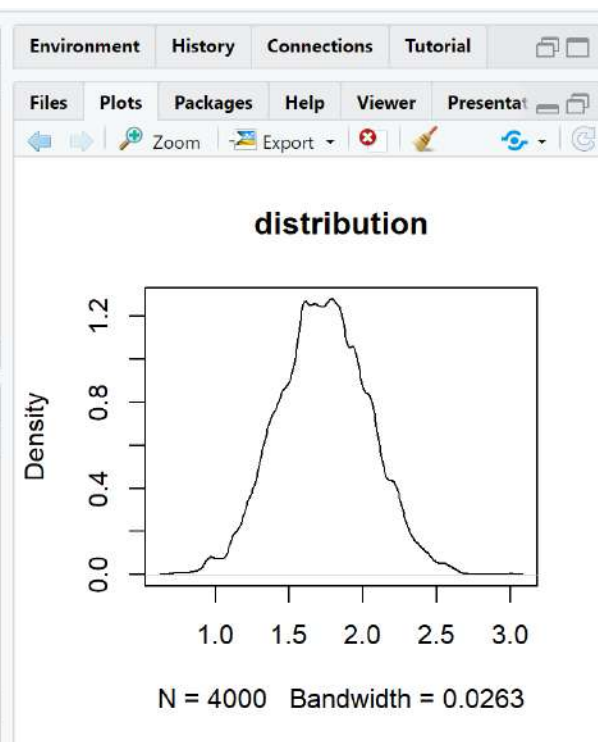 Environment History Connections Tutorial
Files Plots Packages Help Viewer Presentat
Zoom Export
distribution
1.2
0.8
0.4
0.0
Density
1.0 1.5 2.0 2.5 3.0
N = 4000 Bandwidth = 0.0263